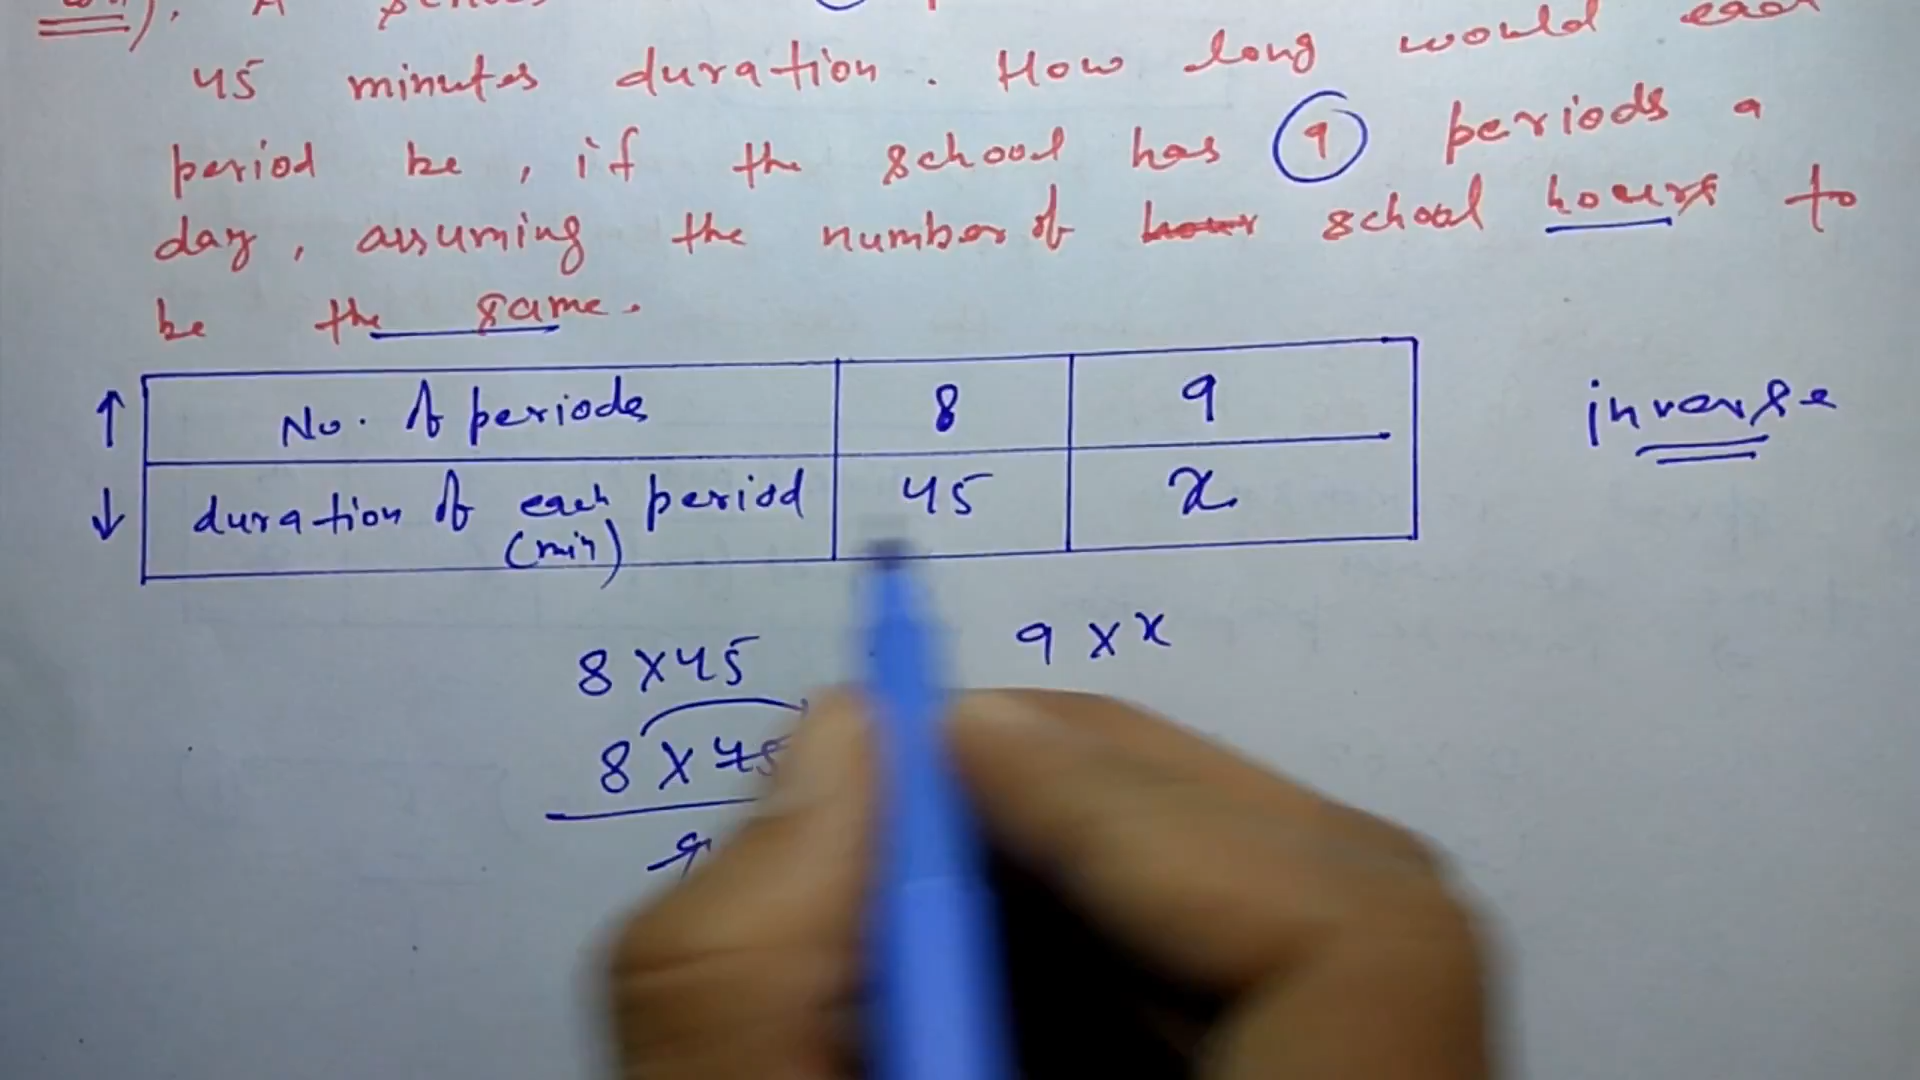 A
45 minutes duration. How long would each
period be, if the school has 9 periods a
day, assuming the number of hour school hours to
be the same.
↑ No. of periods 8 9
inverse
↓ duration of each period 45 x
(min)
8 x 45 9 x x
8 x 45
9